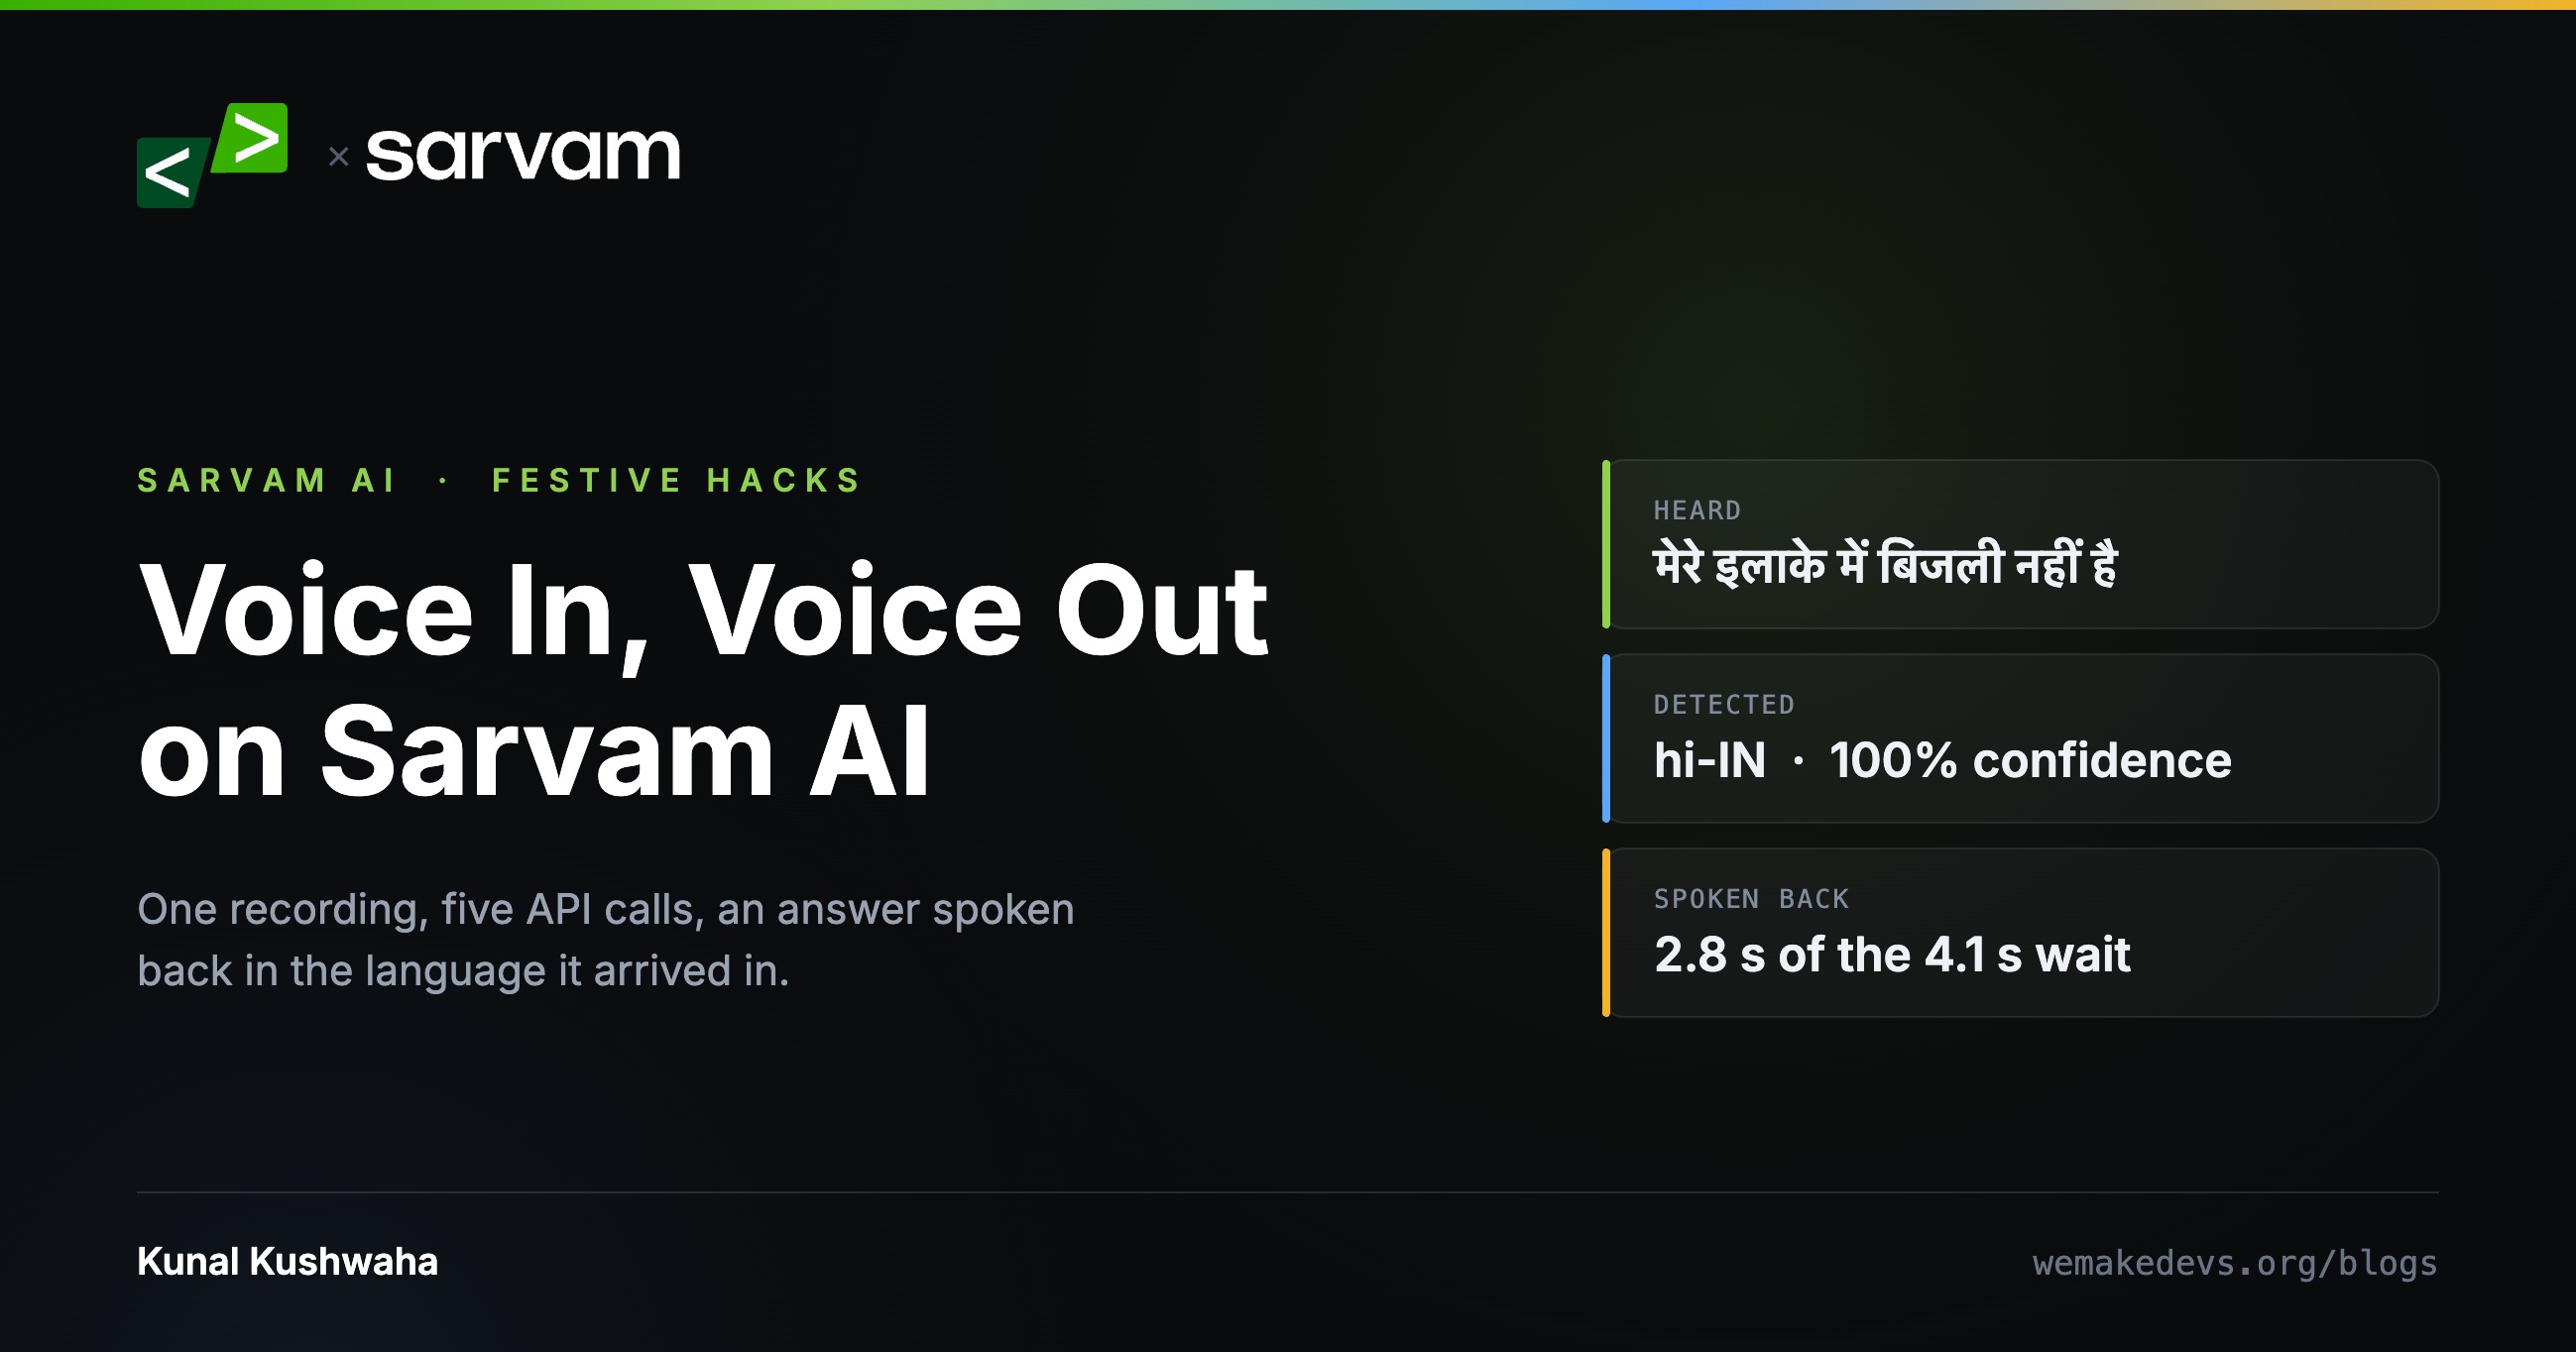 < > × sarvam
SARVAM AI · FESTIVE HACKS
Voice In, Voice Out
on Sarvam AI
One recording, five API calls, an answer spoken
back in the language it arrived in.
HEARD
मेरे इलाके में बिजली नहीं है
DETECTED
hi-IN · 100% confidence
SPOKEN BACK
2.8 s of the 4.1 s wait
Kunal Kushwaha
wemakedevs.org/blogs